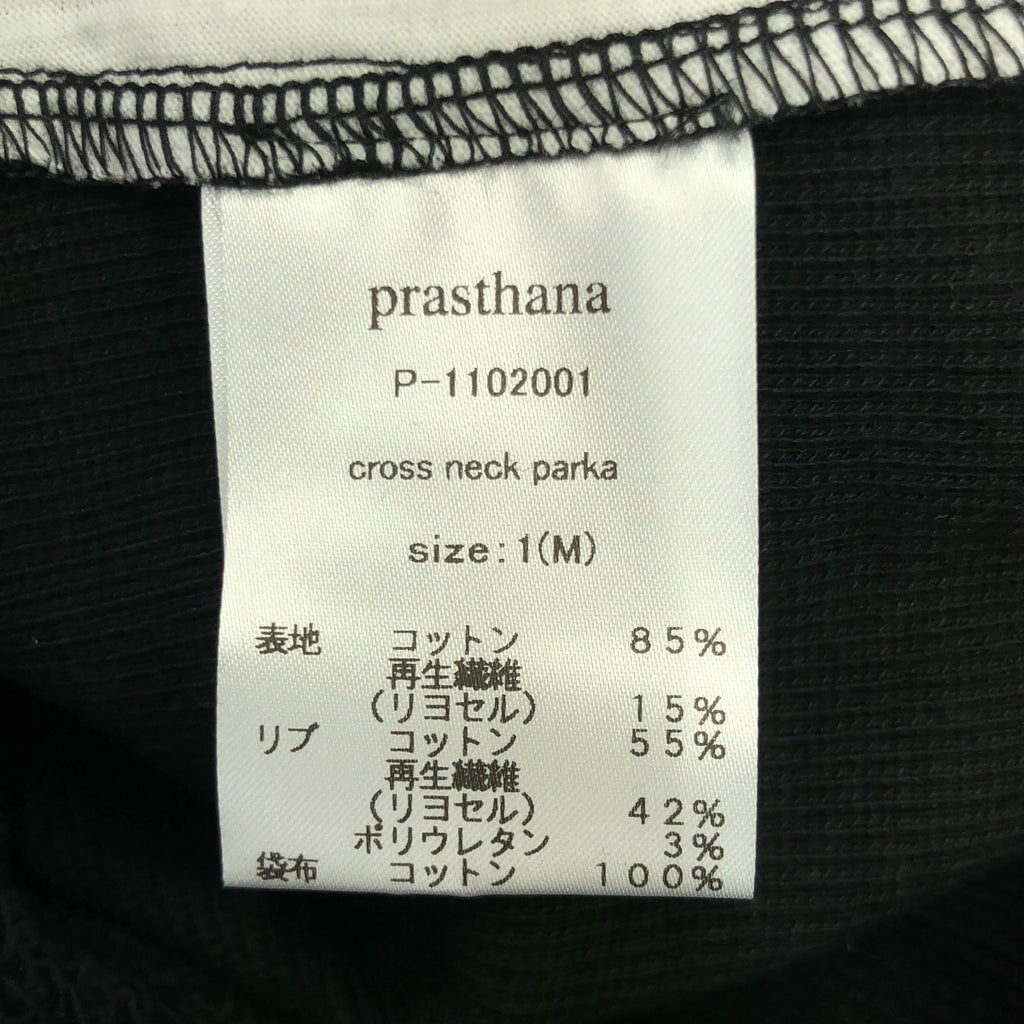 prasthana
P-1102001
cross neck parka
size:1(M)
表地 コットン 85%
再生繊維
(リヨセル) 15%
リブ コットン 55%
再生繊維
(リヨセル) 42%
ポリウレタン 3%
袋布 コットン 100%